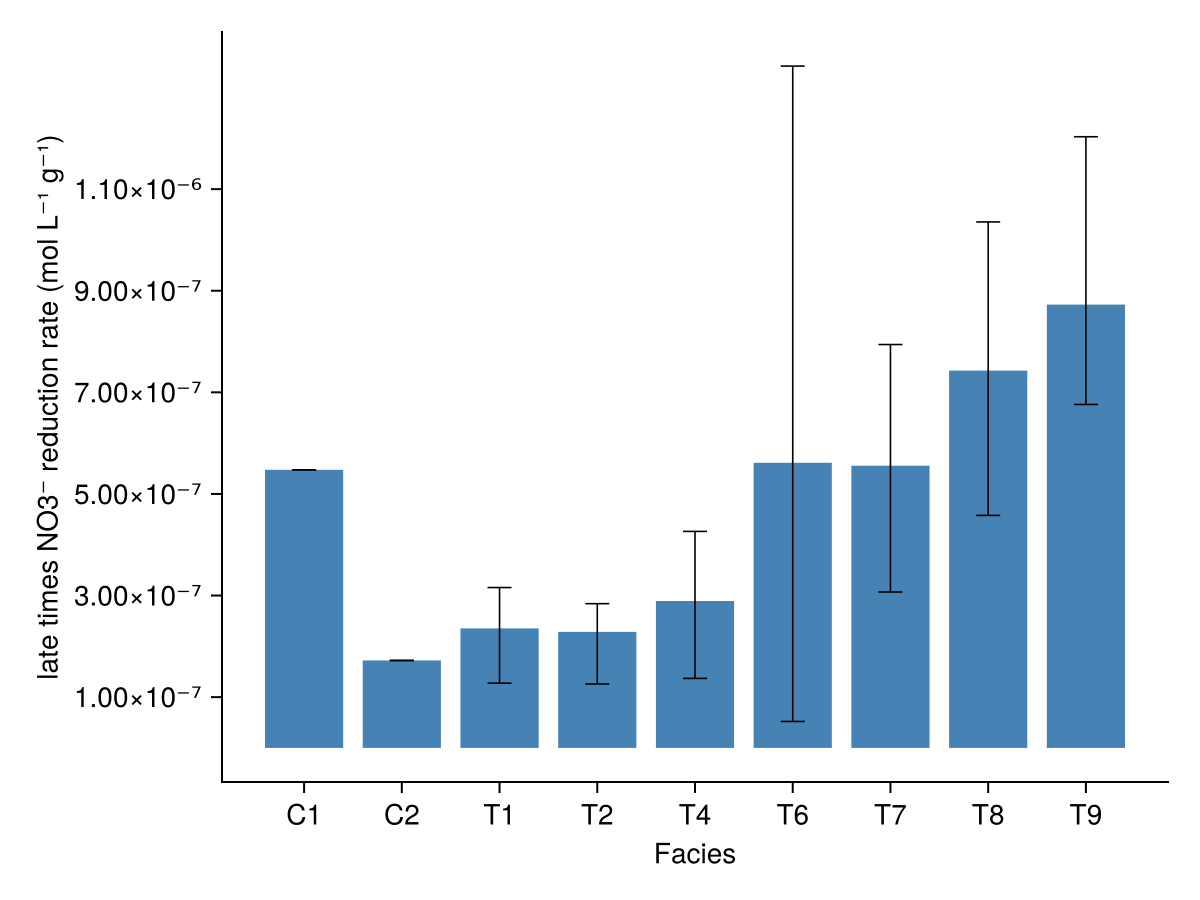 late times NO3⁻ reduction rate (mol L⁻¹ g⁻¹)
1.10×10⁻⁶
9.00×10⁻⁷
7.00×10⁻⁷
5.00×10⁻⁷
3.00×10⁻⁷
1.00×10⁻⁷
C1 C2 T1 T2 T4 T6 T7 T8 T9
Facies